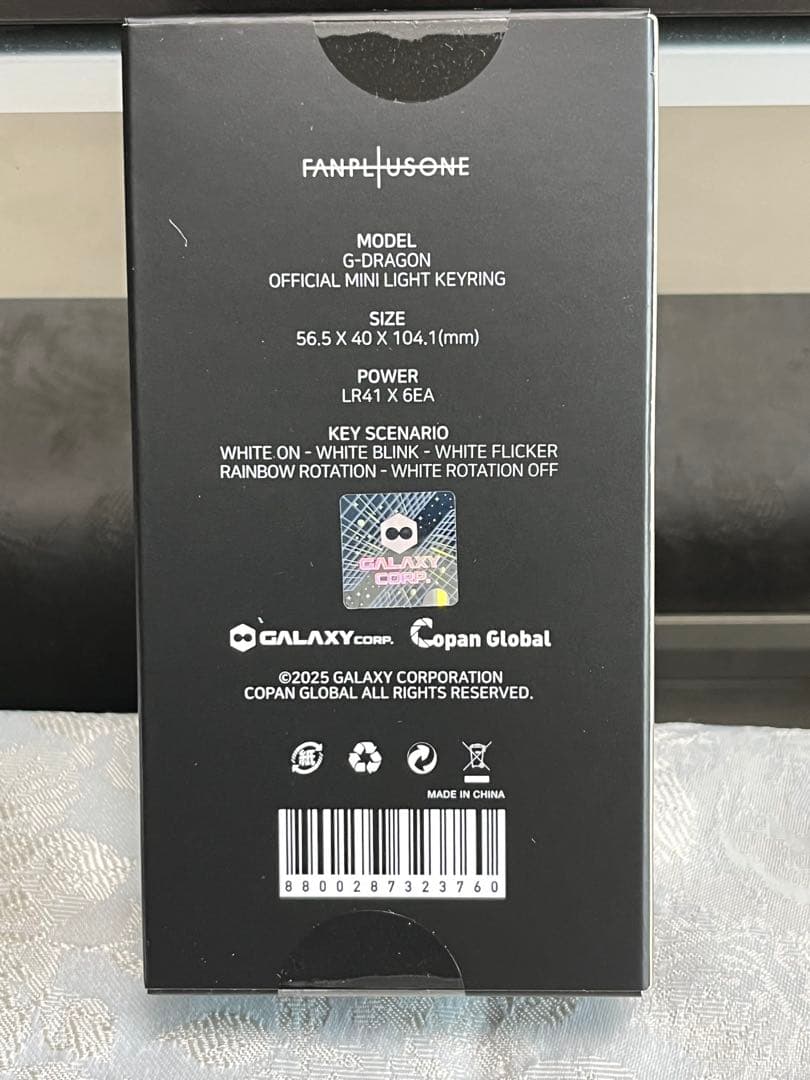 FANPLUSONE
MODEL
G-DRAGON
OFFICIAL MINI LIGHT KEYRING
SIZE
56.5 X 40 X 104.1(mm)
POWER
LR41 X 6EA
KEY SCENARIO
WHITE ON - WHITE BLINK - WHITE FLICKER
RAINBOW ROTATION - WHITE ROTATION OFF
GALAXY
CORP.
GALAXY CORP. Copan Global
©2025 GALAXY CORPORATION
COPAN GLOBAL ALL RIGHTS RESERVED.
紙
MADE IN CHINA
8800287323760